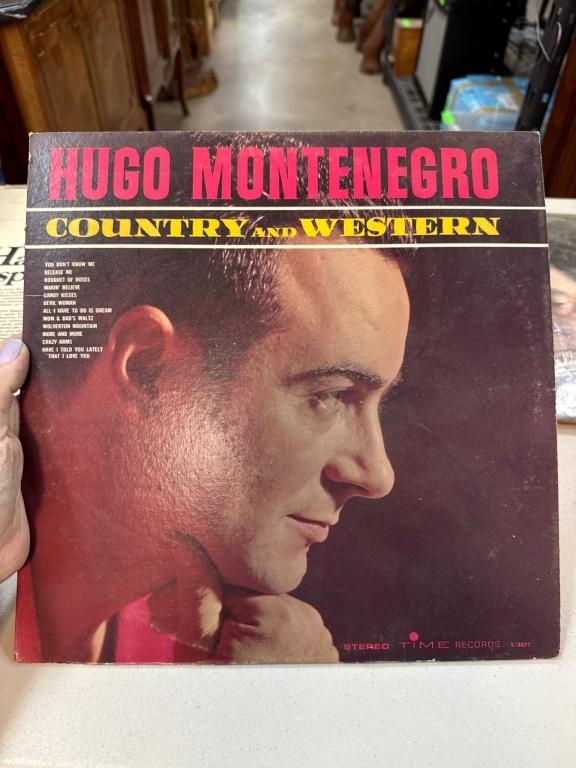 HUGO MONTENEGRO
COUNTRY AND WESTERN
YOU DON'T KNOW ME
RELEASE ME
BOUQUET OF ROSES
MAKIN' BELIEVE
CANDY KISSES
DEVIL WOMAN
ALL I HAVE TO DO IS DREAM
MOM & DAD'S WALTZ
WOLVERTON MOUNTAIN
MORE AND MORE
CRAZY ARMS
HAVE I TOLD YOU LATELY
THAT I LOVE YOU
STEREO TIME RECORDS S/2071